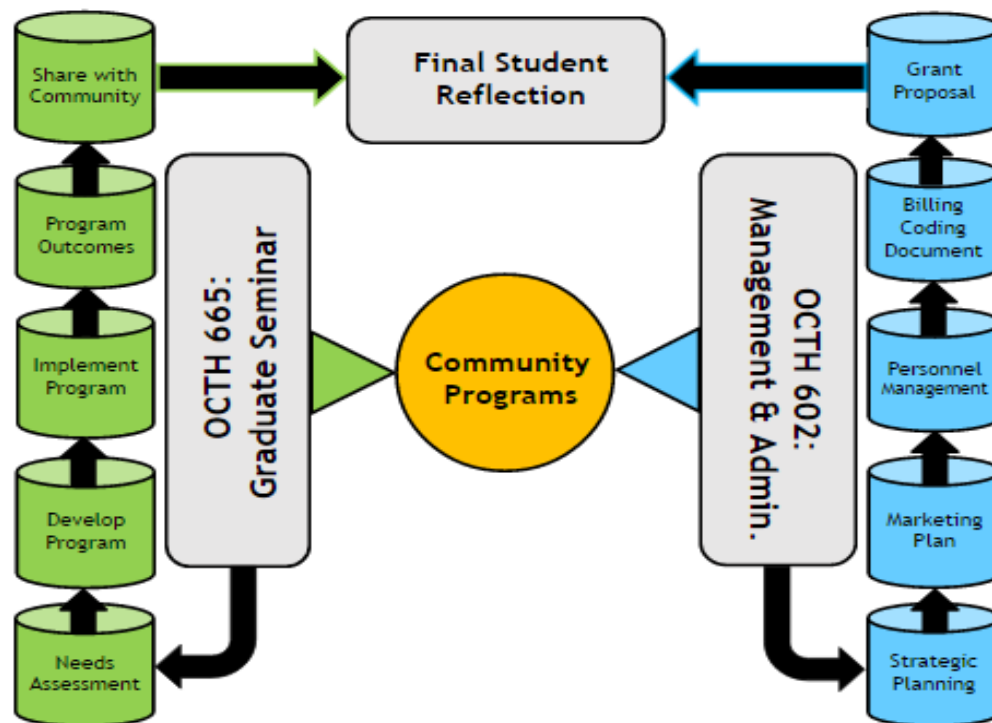 Share with
Community
Final Student
Reflection
Grant
Proposal
Program
Outcomes
OCTH 665:
Graduate Seminar
OCTH 602:
Management & Admin.
Billing
Coding
Document
Implement
Program
Community
Programs
Personnel
Management
Develop
Program
Marketing
Plan
Needs
Assessment
Strategic
Planning